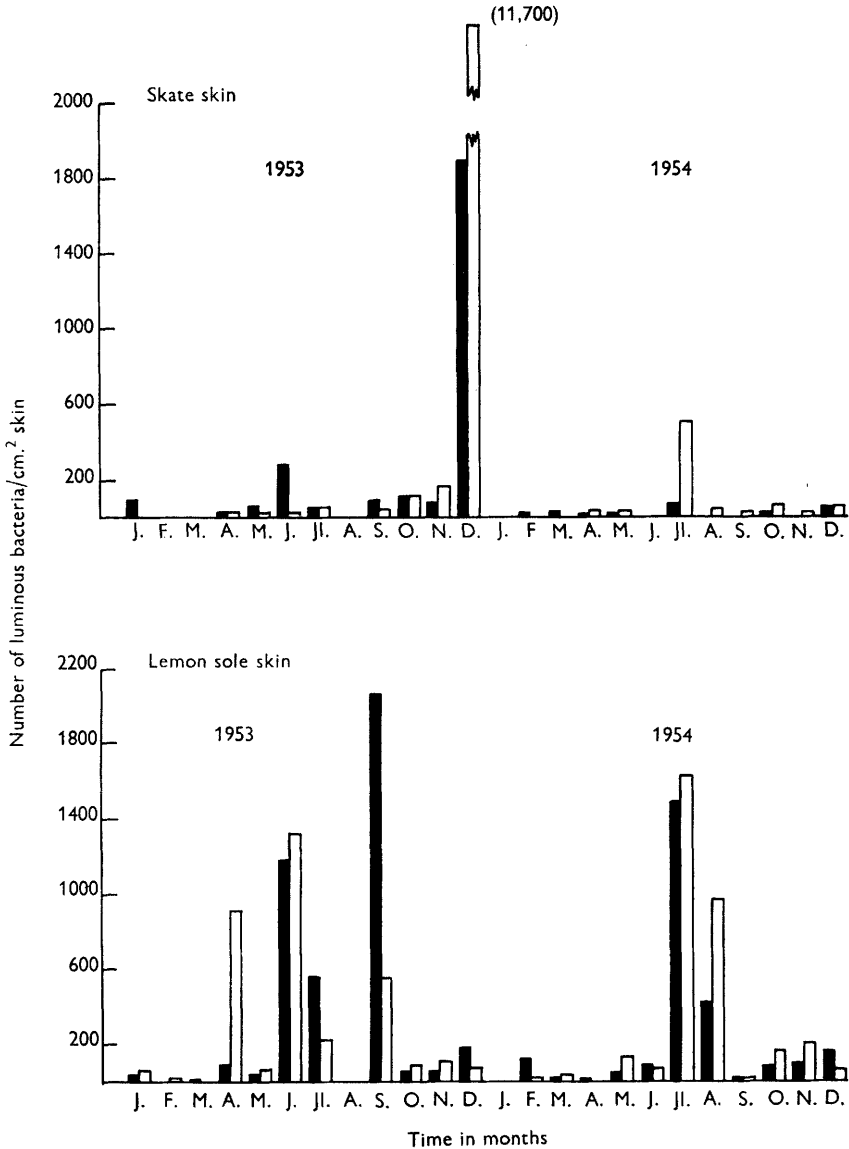 (11,700)
Skate skin
2000
1953
1954
1800
1400
1000
600
200
J. F. M. A. M. J. Jl. A. S. O. N. D. J. F M. A. M. J. Jl. A. S. O. N. D.
Number of luminous bacteria/cm.² skin
2200
Lemon sole skin
1953
1954
1800
1400
1000
600
200
J. F. M. A. M. J. Jl. A. S. O. N. D. J. F. M. A. M. J. Jl. A. S. O. N. D.
Time in months